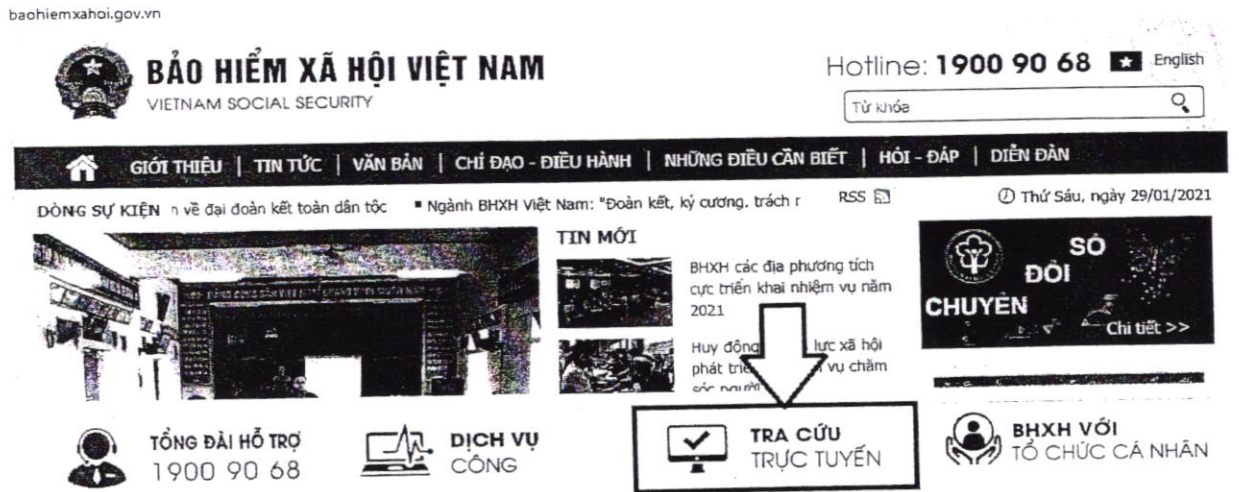 baohiemxahoi.gov.vn
BẢO HIỂM XÃ HỘI VIỆT NAM
VIETNAM SOCIAL SECURITY
Hotline: 1900 90 68 English
Từ khóa
GIỚI THIỆU | TIN TỨC | VĂN BẢN | CHỈ ĐẠO - ĐIỀU HÀNH | NHỮNG ĐIỀU CẦN BIẾT | HỎI - ĐÁP | DIỄN ĐÀN
DÒNG SỰ KIỆN n về đại đoàn kết toàn dân tộc ▪ Ngành BHXH Việt Nam: "Đoàn kết, kỷ cương, trách r RSS Thứ Sáu, ngày 29/01/2021
TIN MỚI
BHXH các địa phương tích
cực triển khai nhiệm vụ năm
2021
Huy động lực xã hội
phát triể vụ chăm
sóc người
CHUYỂN ĐỔI SỐ
Chi tiết >>
TỔNG ĐÀI HỖ TRỢ
1900 90 68
DỊCH VỤ
CÔNG
TRA CỨU
TRỰC TUYẾN
BHXH VỚI
TỔ CHỨC CÁ NHÂN